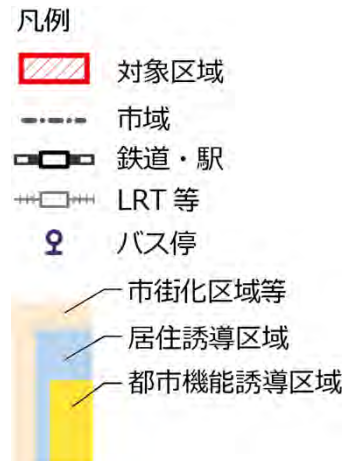 凡例
対象区域
市域
鉄道・駅
LRT 等
バス停
市街化区域等
居住誘導区域
都市機能誘導区域